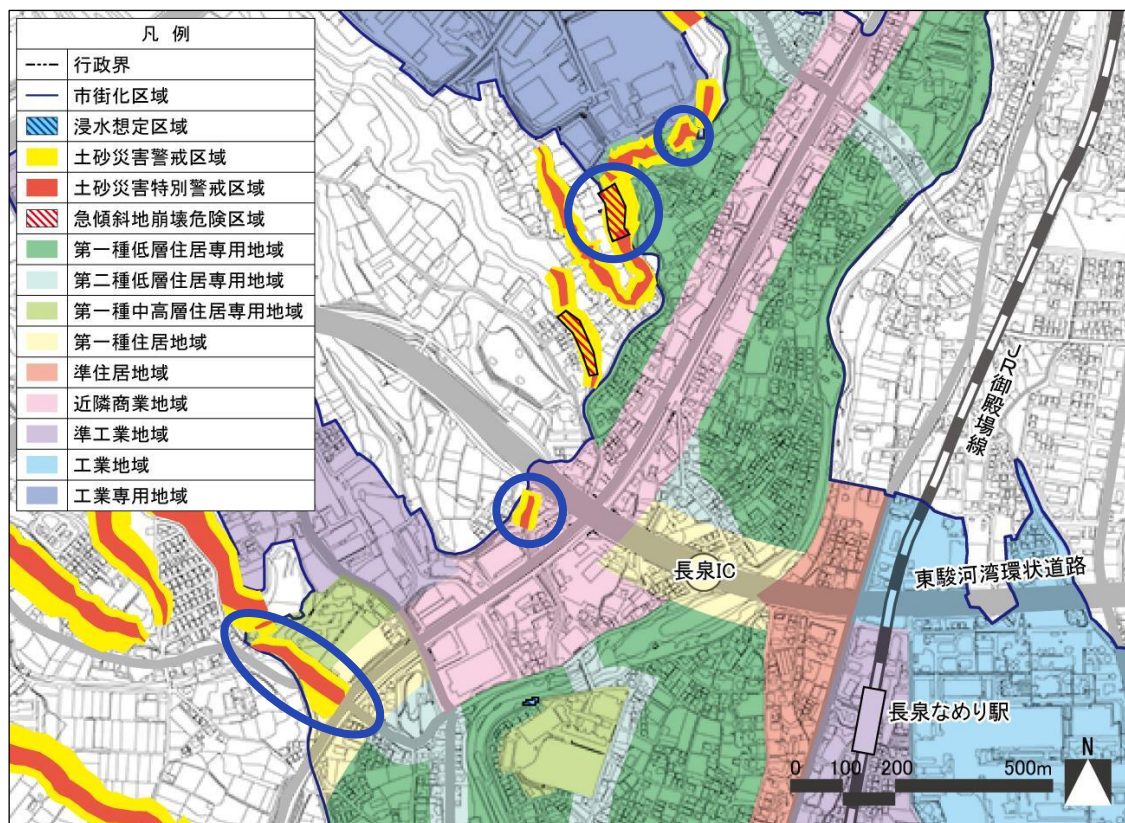 凡 例
行政界
市街化区域
浸水想定区域
土砂災害警戒区域
土砂災害特別警戒区域
急傾斜地崩壊危険区域
第一種低層住居専用地域
第二種低層住居専用地域
第一種中高層住居専用地域
第一種住居地域
準住居地域
近隣商業地域
準工業地域
工業地域
工業専用地域
JR御殿場線
長泉IC
東駿河湾環状道路
長泉なめり駅
N
0 100 200 500m